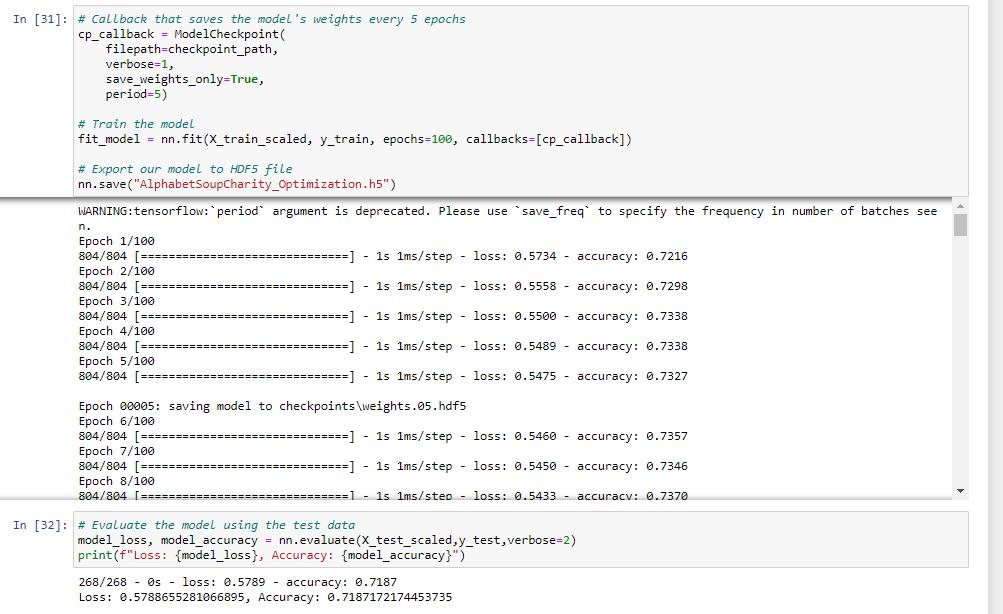 In [31]: # Callback that saves the model's weights every 5 epochs
cp_callback = ModelCheckpoint(
    filepath=checkpoint_path,
    verbose=1,
    save_weights_only=True,
    period=5)

# Train the model
fit_model = nn.fit(X_train_scaled, y_train, epochs=100, callbacks=[cp_callback])

# Export our model to HDF5 file
nn.save("AlphabetSoupCharity_Optimization.h5")
WARNING:tensorflow:`period` argument is deprecated. Please use `save_freq` to specify the frequency in number of batches see
n.
Epoch 1/100
804/804 [==============================] - 1s 1ms/step - loss: 0.5734 - accuracy: 0.7216
Epoch 2/100
804/804 [==============================] - 1s 1ms/step - loss: 0.5558 - accuracy: 0.7298
Epoch 3/100
804/804 [==============================] - 1s 1ms/step - loss: 0.5500 - accuracy: 0.7338
Epoch 4/100
804/804 [==============================] - 1s 1ms/step - loss: 0.5489 - accuracy: 0.7338
Epoch 5/100
804/804 [==============================] - 1s 1ms/step - loss: 0.5475 - accuracy: 0.7327

Epoch 00005: saving model to checkpoints\weights.05.hdf5
Epoch 6/100
804/804 [==============================] - 1s 1ms/step - loss: 0.5460 - accuracy: 0.7357
Epoch 7/100
804/804 [==============================] - 1s 1ms/step - loss: 0.5450 - accuracy: 0.7346
Epoch 8/100
804/804 [==============================] - 1s 1ms/step - loss: 0.5433 - accuracy: 0.7370
In [32]: # Evaluate the model using the test data
model_loss, model_accuracy = nn.evaluate(X_test_scaled,y_test,verbose=2)
print(f"Loss: {model_loss}, Accuracy: {model_accuracy}")
268/268 - 0s - loss: 0.5789 - accuracy: 0.7187
Loss: 0.5788655281066895, Accuracy: 0.7187172174453735